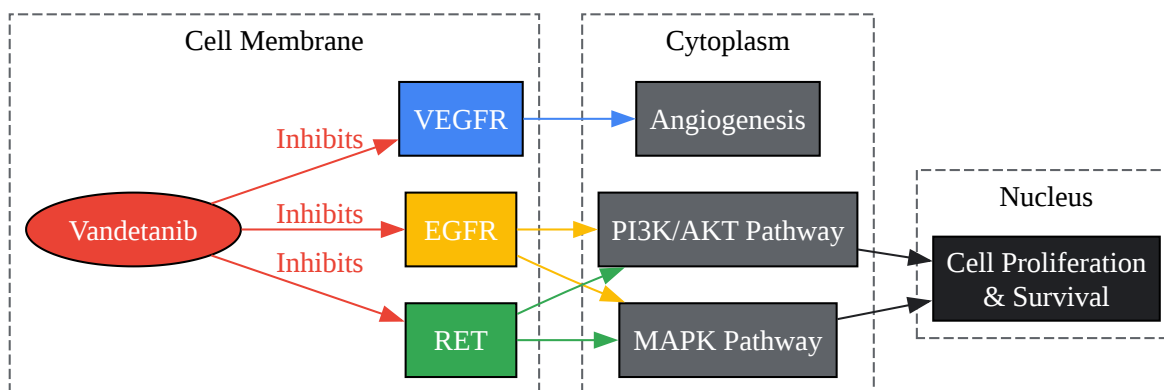 Cell Membrane
Cytoplasm
VEGFR
Angiogenesis
Inhibits
Nucleus
Vandetanib
Inhibits
EGFR
PI3K/AKT Pathway
Cell Proliferation
& Survival
Inhibits
RET
MAPK Pathway